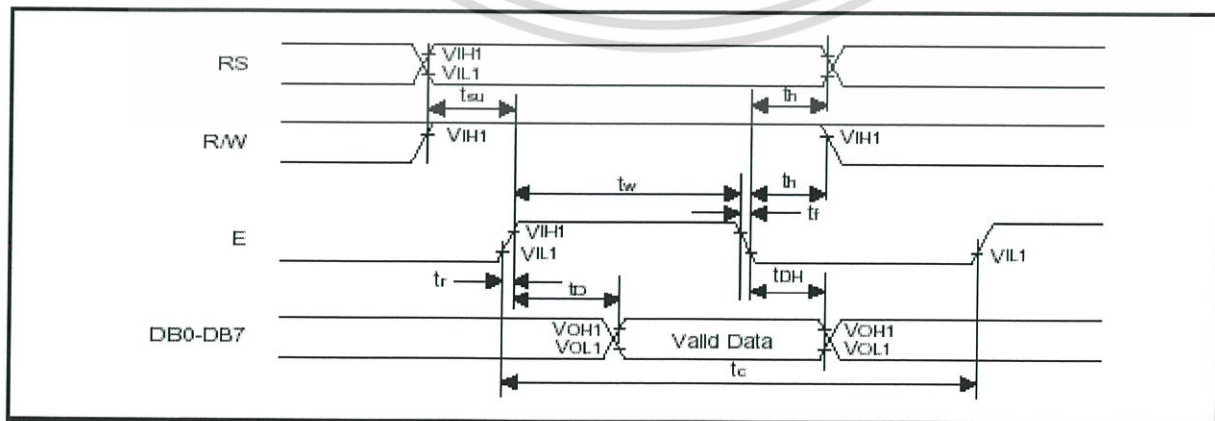 RS
VIH1
VIL1
tsu
th
R/W
VIH1
VIH1
tw
th
tf
E
VIH1
VIL1
VIL1
tr
tD
tDH
DB0-DB7
VOH1
VOL1
Valid Data
VOH1
VOL1
tc